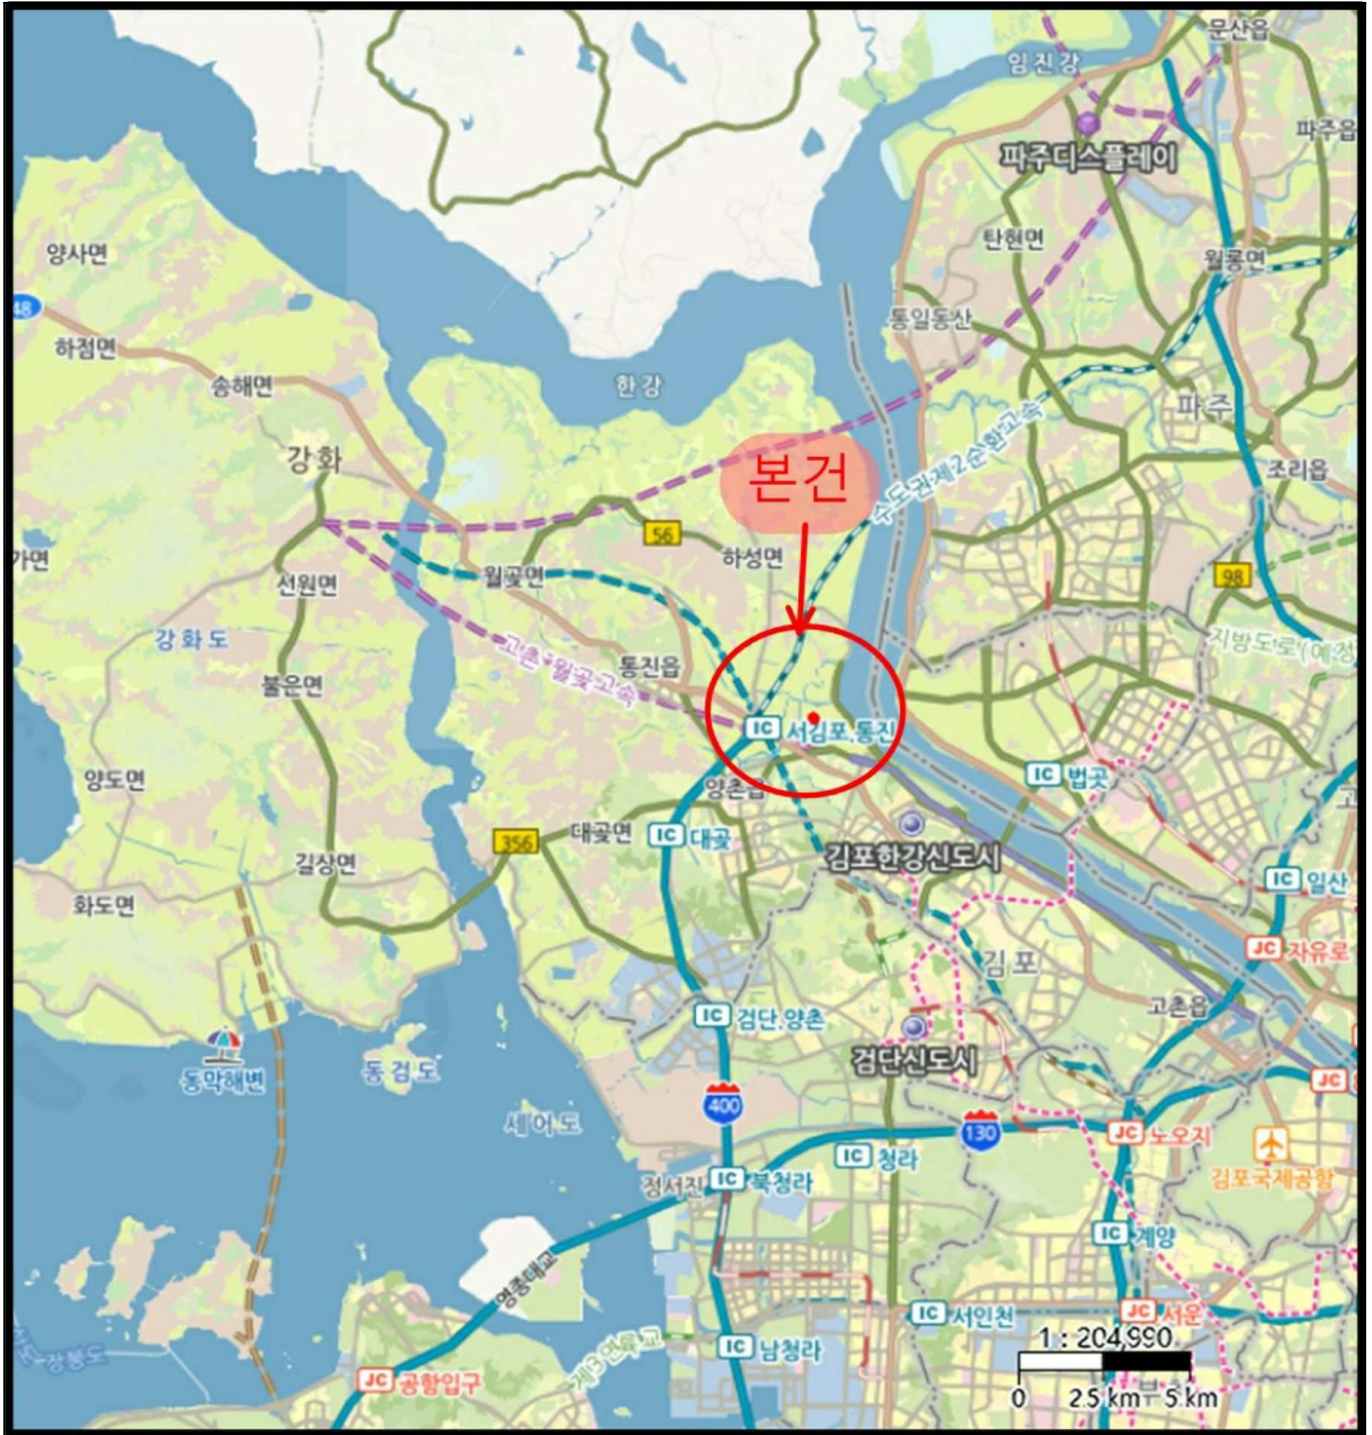 문산읍
임진강
파주읍
파주디스플레이
탄현면
양사면
월롱면
48
통일동산
하점면
송해면
한강
파주
수도권제2순환고속
강화
본건
조리읍
56
하성면
가면
월곶면
98
선원면
강화도
지방도로(예정
고촌-월곶고속
통진읍
불은면
IC 서김포.통진
양촌읍
IC 법곳
양도면
고
356
대곶면
IC 대곶
김포한강신도시
길상면
IC 일산
화도면
JC 자유로
김포
고촌읍
IC 검단.양촌
동막해변
동검도
검단신도시
JC
400
세어도
130
JC 노오지
IC 청라
김포국제공항
정서진
IC 북청라
IC 계양
영종대교
IC 서인천
JC 서운
1 : 204,990
장봉도
제3연륙교
IC 남청라
JC 공항입구
부
0 2.5 km 5 km